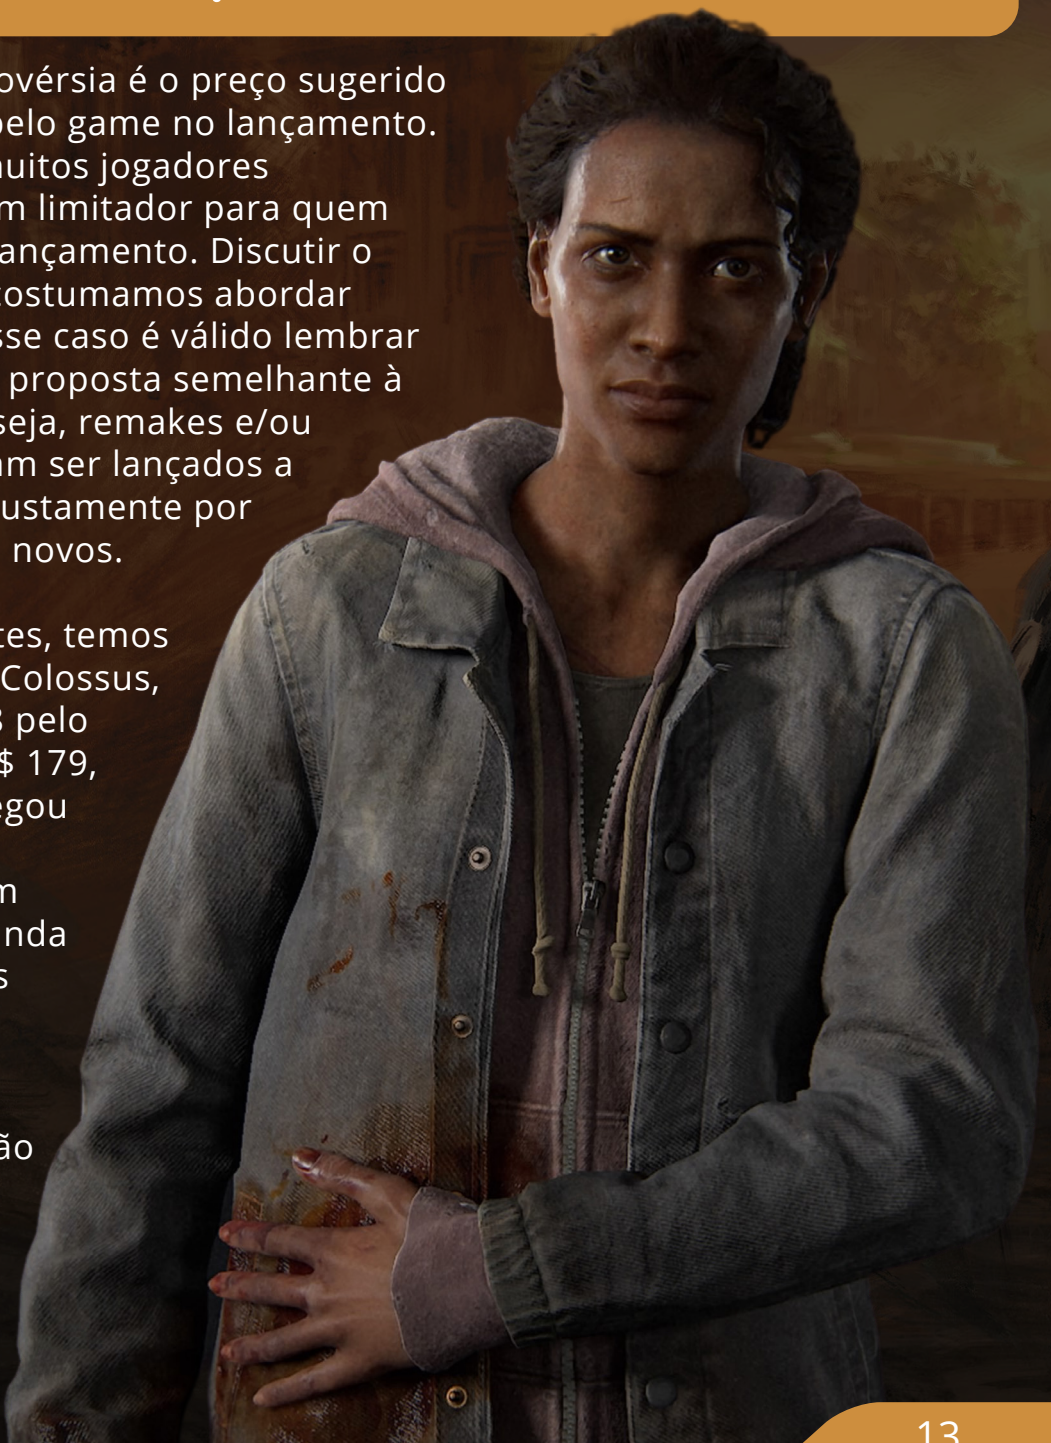 ovérsia é o preço sugerido
pelo game no lançamento.
muitos jogadores
m limitador para quem
ançamento. Discutir o
costumamos abordar
sse caso é válido lembrar
proposta semelhante à
seja, remakes e/ou
am ser lançados a
ustamente por
novos.
tes, temos
Colossus,
pelo
$ 179,
egou
m
nda
s
ão
13